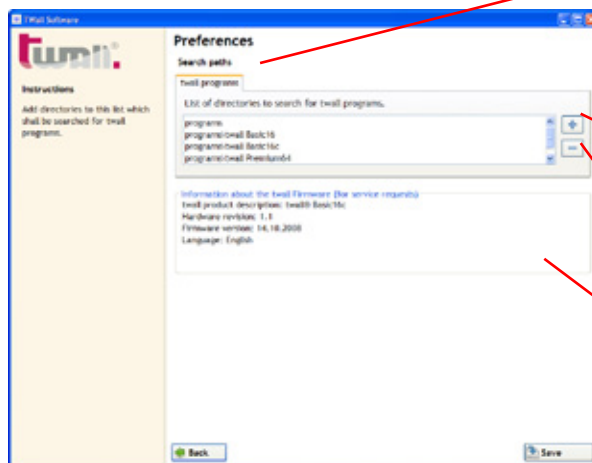 TWall Software
twall®
Preferences
Search paths
Instructions
Add directories to this list which
shall be searched for twall
programs.
twall programs
List of directories to search for twall programs.
programs
programs\twall Basic16
programs\twall Basic16c
programs\twall Premium64
Information about the twall Firmware (for service requests)
twall product description: twall® Basic16c
Hardware revision: 1.1
Firmware version: 14.10.2008
Language: English
Back
Save